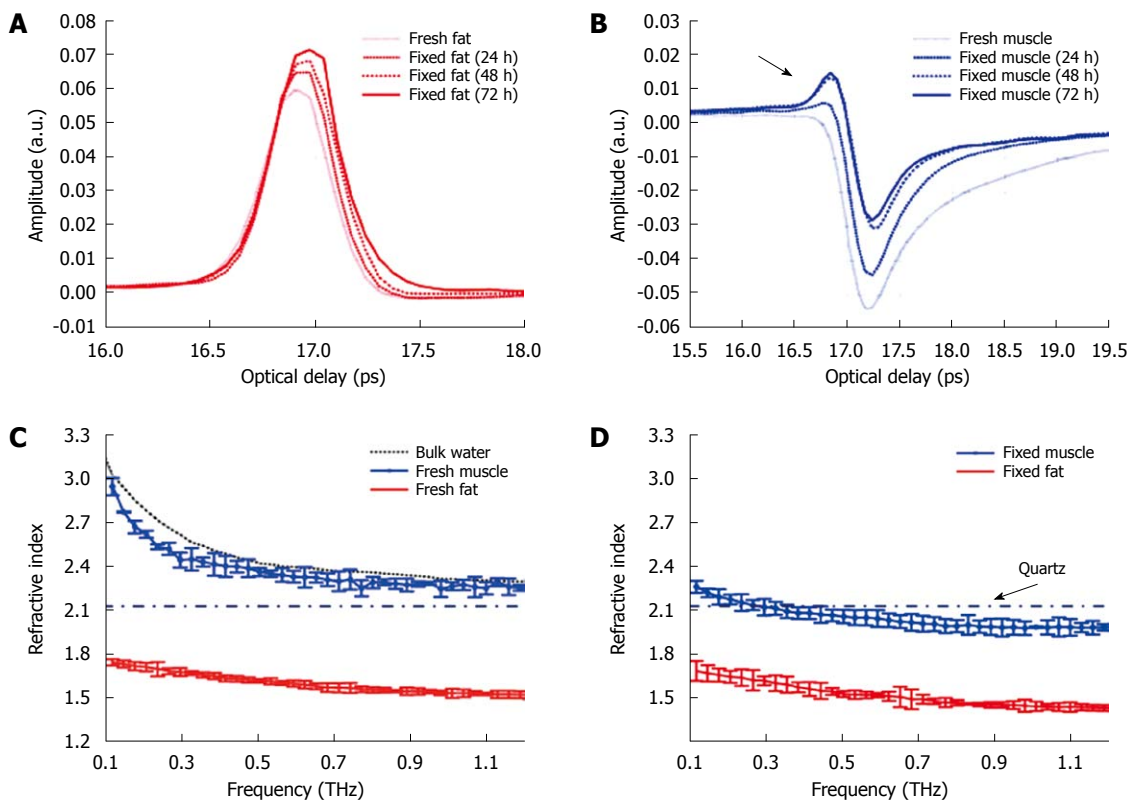 A
0.08
0.07
0.06
0.05
0.04
0.03
0.02
0.01
0.00
-0.01
Amplitude (a.u.)
Fresh fat
Fixed fat (24 h)
Fixed fat (48 h)
Fixed fat (72 h)
16.0 16.5 17.0 17.5 18.0
Optical delay (ps)
B
0.03
0.02
0.01
0.00
-0.01
-0.02
-0.03
-0.04
-0.05
-0.06
Amplitude (a.u.)
Fresh muscle
Fixed muscle (24 h)
Fixed muscle (48 h)
Fixed muscle (72 h)
15.5 16.0 16.5 17.0 17.5 18.0 18.5 19.0 19.5
Optical delay (ps)
C
3.3
3.0
2.7
2.4
2.1
1.8
1.5
1.2
Refractive index
Bulk water
Fresh muscle
Fresh fat
0.1 0.3 0.5 0.7 0.9 1.1
Frequency (THz)
D
3.3
3.0
2.7
2.4
2.1
1.8
1.5
1.2
Refractive index
Fixed muscle
Fixed fat
Quartz
0.1 0.3 0.5 0.7 0.9 1.1
Frequency (THz)